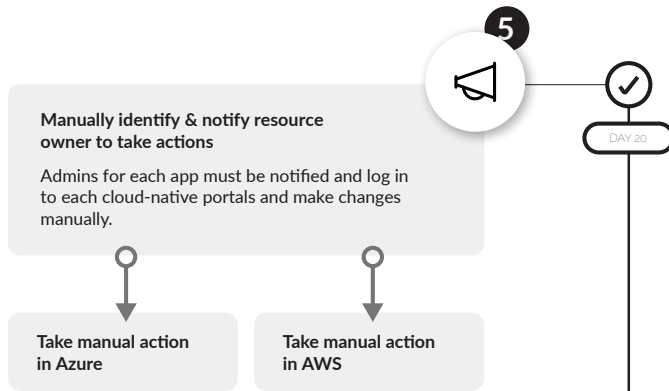 5
Manually identify & notify resource
owner to take actions
DAY 20
Admins for each app must be notified and log in
to each cloud-native portals and make changes
manually.
Take manual action
in Azure
Take manual action
in AWS